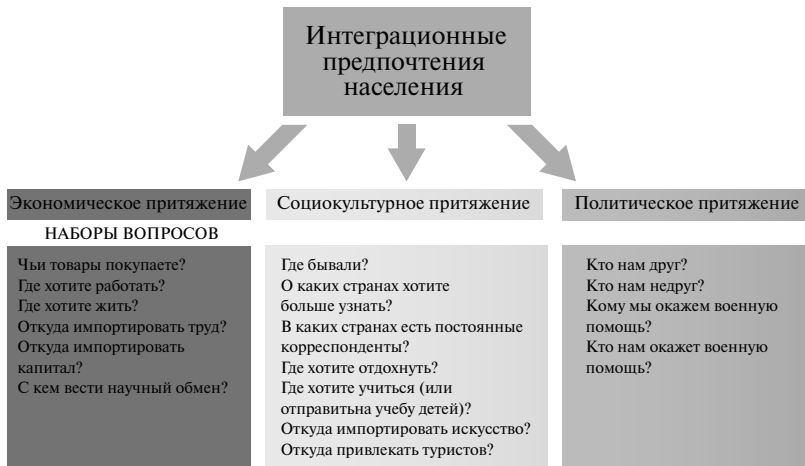 Интеграционные
предпочтения
населения
Экономическое притяжение
Социокультурное притяжение
Политическое притяжение
НАБОРЫ ВОПРОСОВ
Чьи товары покупаете?
Где хотите работать?
Где хотите жить?
Откуда импортировать труд?
Откуда импортировать
капитал?
С кем вести научный обмен?
Где бывали?
О каких странах хотите
больше узнать?
В каких странах есть постоянные
корреспонденты?
Где хотите отдохнуть?
Где хотите учиться (или
отправитьна учебу детей)?
Откуда импортировать искусство?
Откуда привлекать туристов?
Кто нам друг?
Кто нам недруг?
Кому мы окажем военную
помощь?
Кто нам окажет военную
помощь?